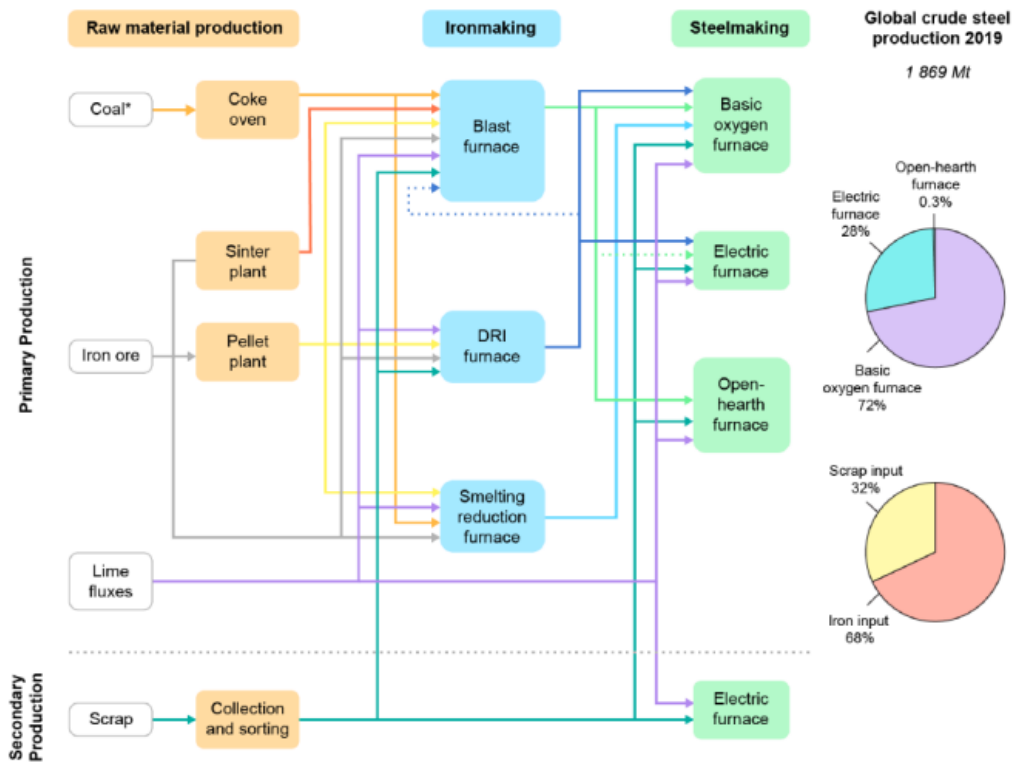 Raw material production
Ironmaking
Steelmaking
Global crude steel
production 2019
1 869 Mt
Primary Production
Coal*
Coke
oven
Blast
furnace
Basic
oxygen
furnace
Sinter
plant
Electric
furnace
Iron ore
Pellet
plant
DRI
furnace
Open-
hearth
furnace
Smelting
reduction
furnace
Lime
fluxes
Open-hearth
furnace
0.3%
Electric
furnace
28%
Basic
oxygen furnace
72%
Scrap input
32%
Iron input
68%
Secondary
Production
Scrap
Collection
and sorting
Electric
furnace